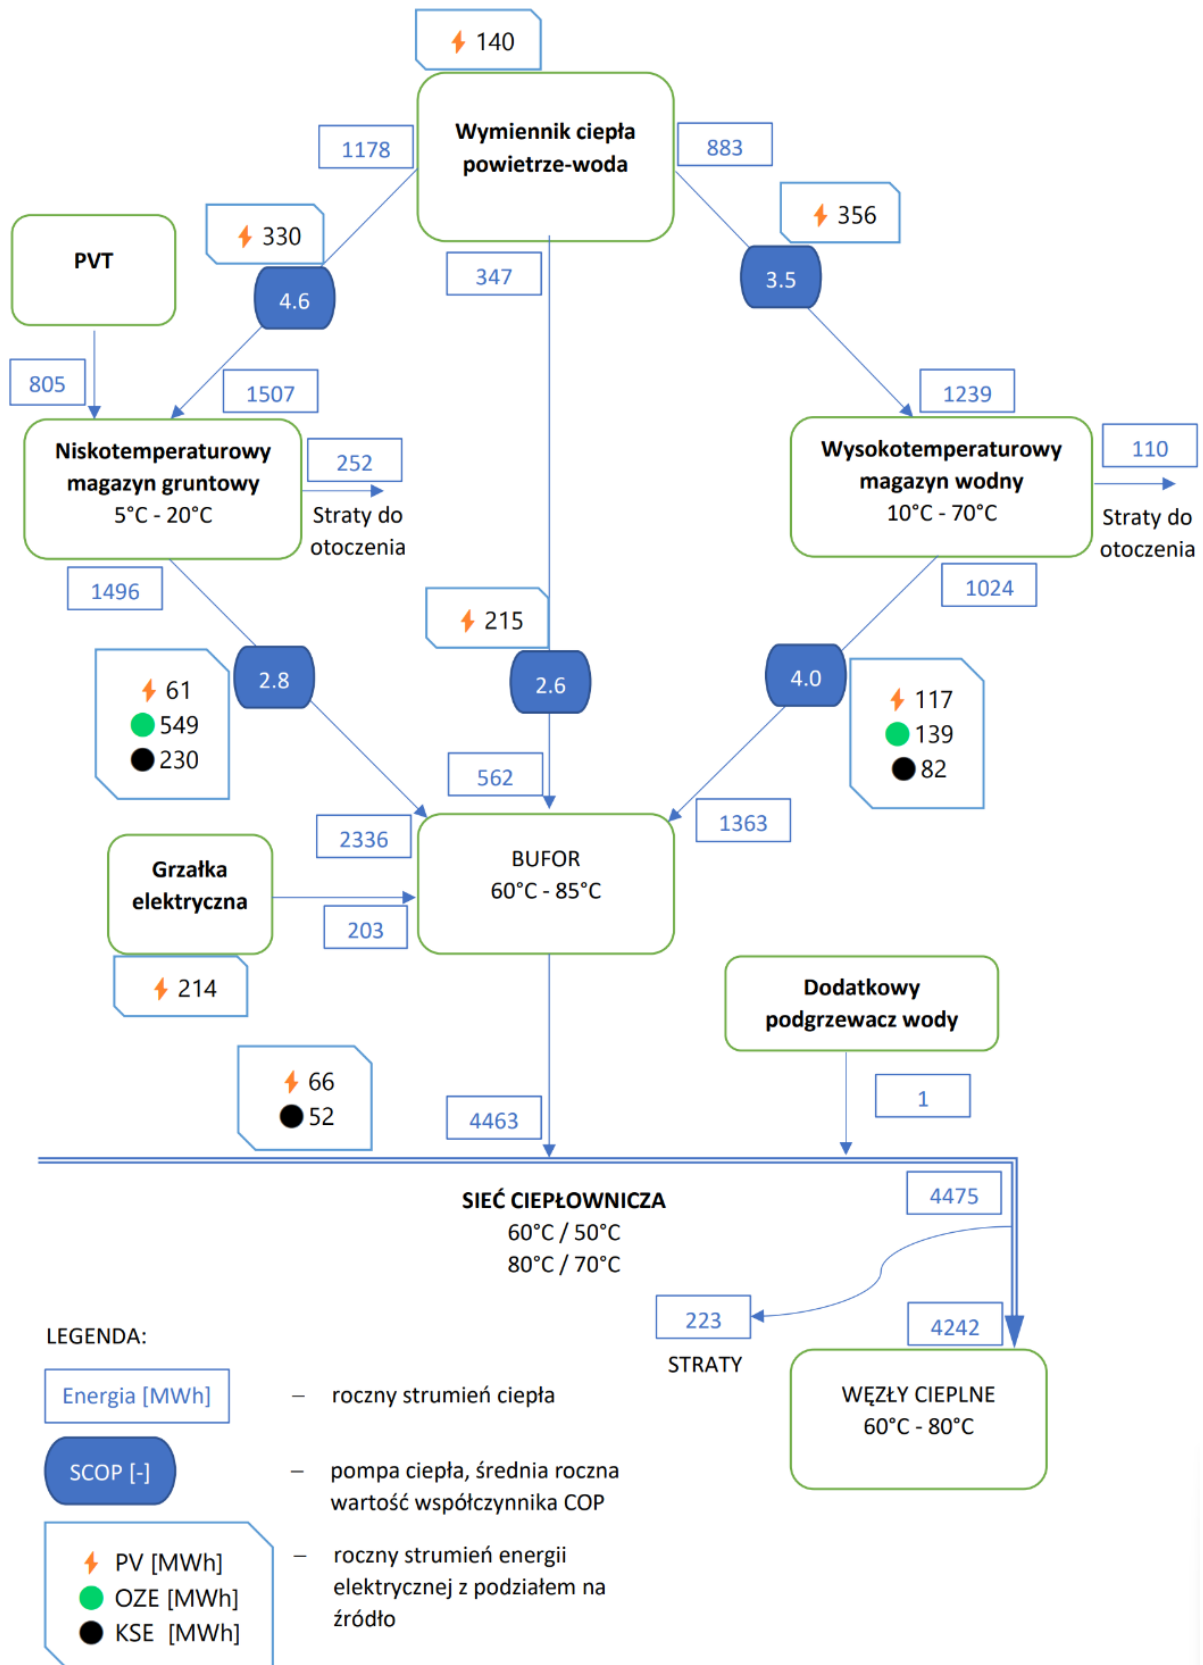 140
Wymiennik ciepła
powietrze-woda
1178
883
330
356
PVT
347
4.6
3.5
805
1507
1239
Niskotemperaturowy
magazyn gruntowy
5°C - 20°C
252
Straty do
otoczenia
Wysokotemperaturowy
magazyn wodny
10°C - 70°C
110
Straty do
otoczenia
1496
1024
215
61
549
230
2.8
2.6
4.0
117
139
82
562
2336
1363
Grzałka
elektryczna
203
BUFOR
60°C - 85°C
214
Dodatkowy
podgrzewacz wody
66
52
4463
1
SIEĆ CIEPŁOWNICZA
60°C / 50°C
80°C / 70°C
4475
223
STRATY
4242
WĘZŁY CIEPLNE
60°C - 80°C
LEGENDA:
Energia [MWh] – roczny strumień ciepła
SCOP [-] – pompa ciepła, średnia roczna
wartość współczynnika COP
PV [MWh]
OZE [MWh]
KSE [MWh]
– roczny strumień energii
elektrycznej z podziałem na
źródło